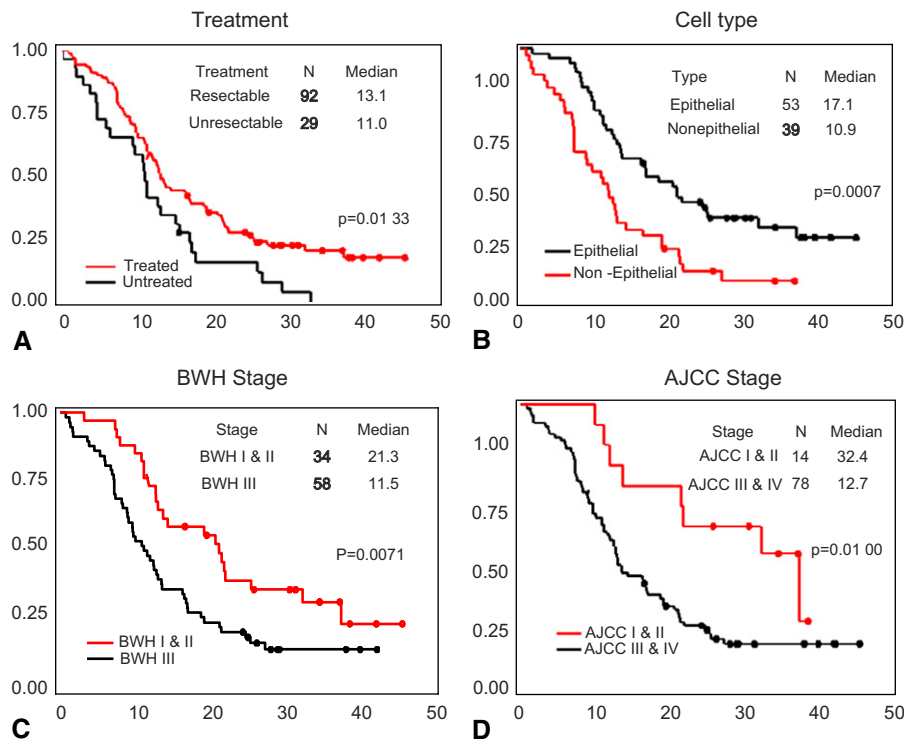 Treatment
1.00
0.75
0.50
0.25
0.00
Treatment N Median
Resectable 92 13.1
Unresectable 29 11.0
p=0.01 33
Treated
Untreated
0 10 20 30 40 50
A
Cell type
1.00
0.75
0.50
0.25
0.00
Type N Median
Epithelial 53 17.1
Nonepithelial 39 10.9
p=0.0007
Epithelial
Non -Epithelial
0 10 20 30 40 50
B
BWH Stage
1.00
0.75
0.50
0.25
0.00
Stage N Median
BWH I & II 34 21.3
BWH III 58 11.5
P=0.0071
BWH I & II
BWH III
0 10 20 30 40 50
C
AJCC Stage
1.00
0.75
0.50
0.25
0.00
Stage N Median
AJCC I & II 14 32.4
AJCC III & IV 78 12.7
p=0.01 00
AJCC I & II
AJCC III & IV
0 10 20 30 40 50
D